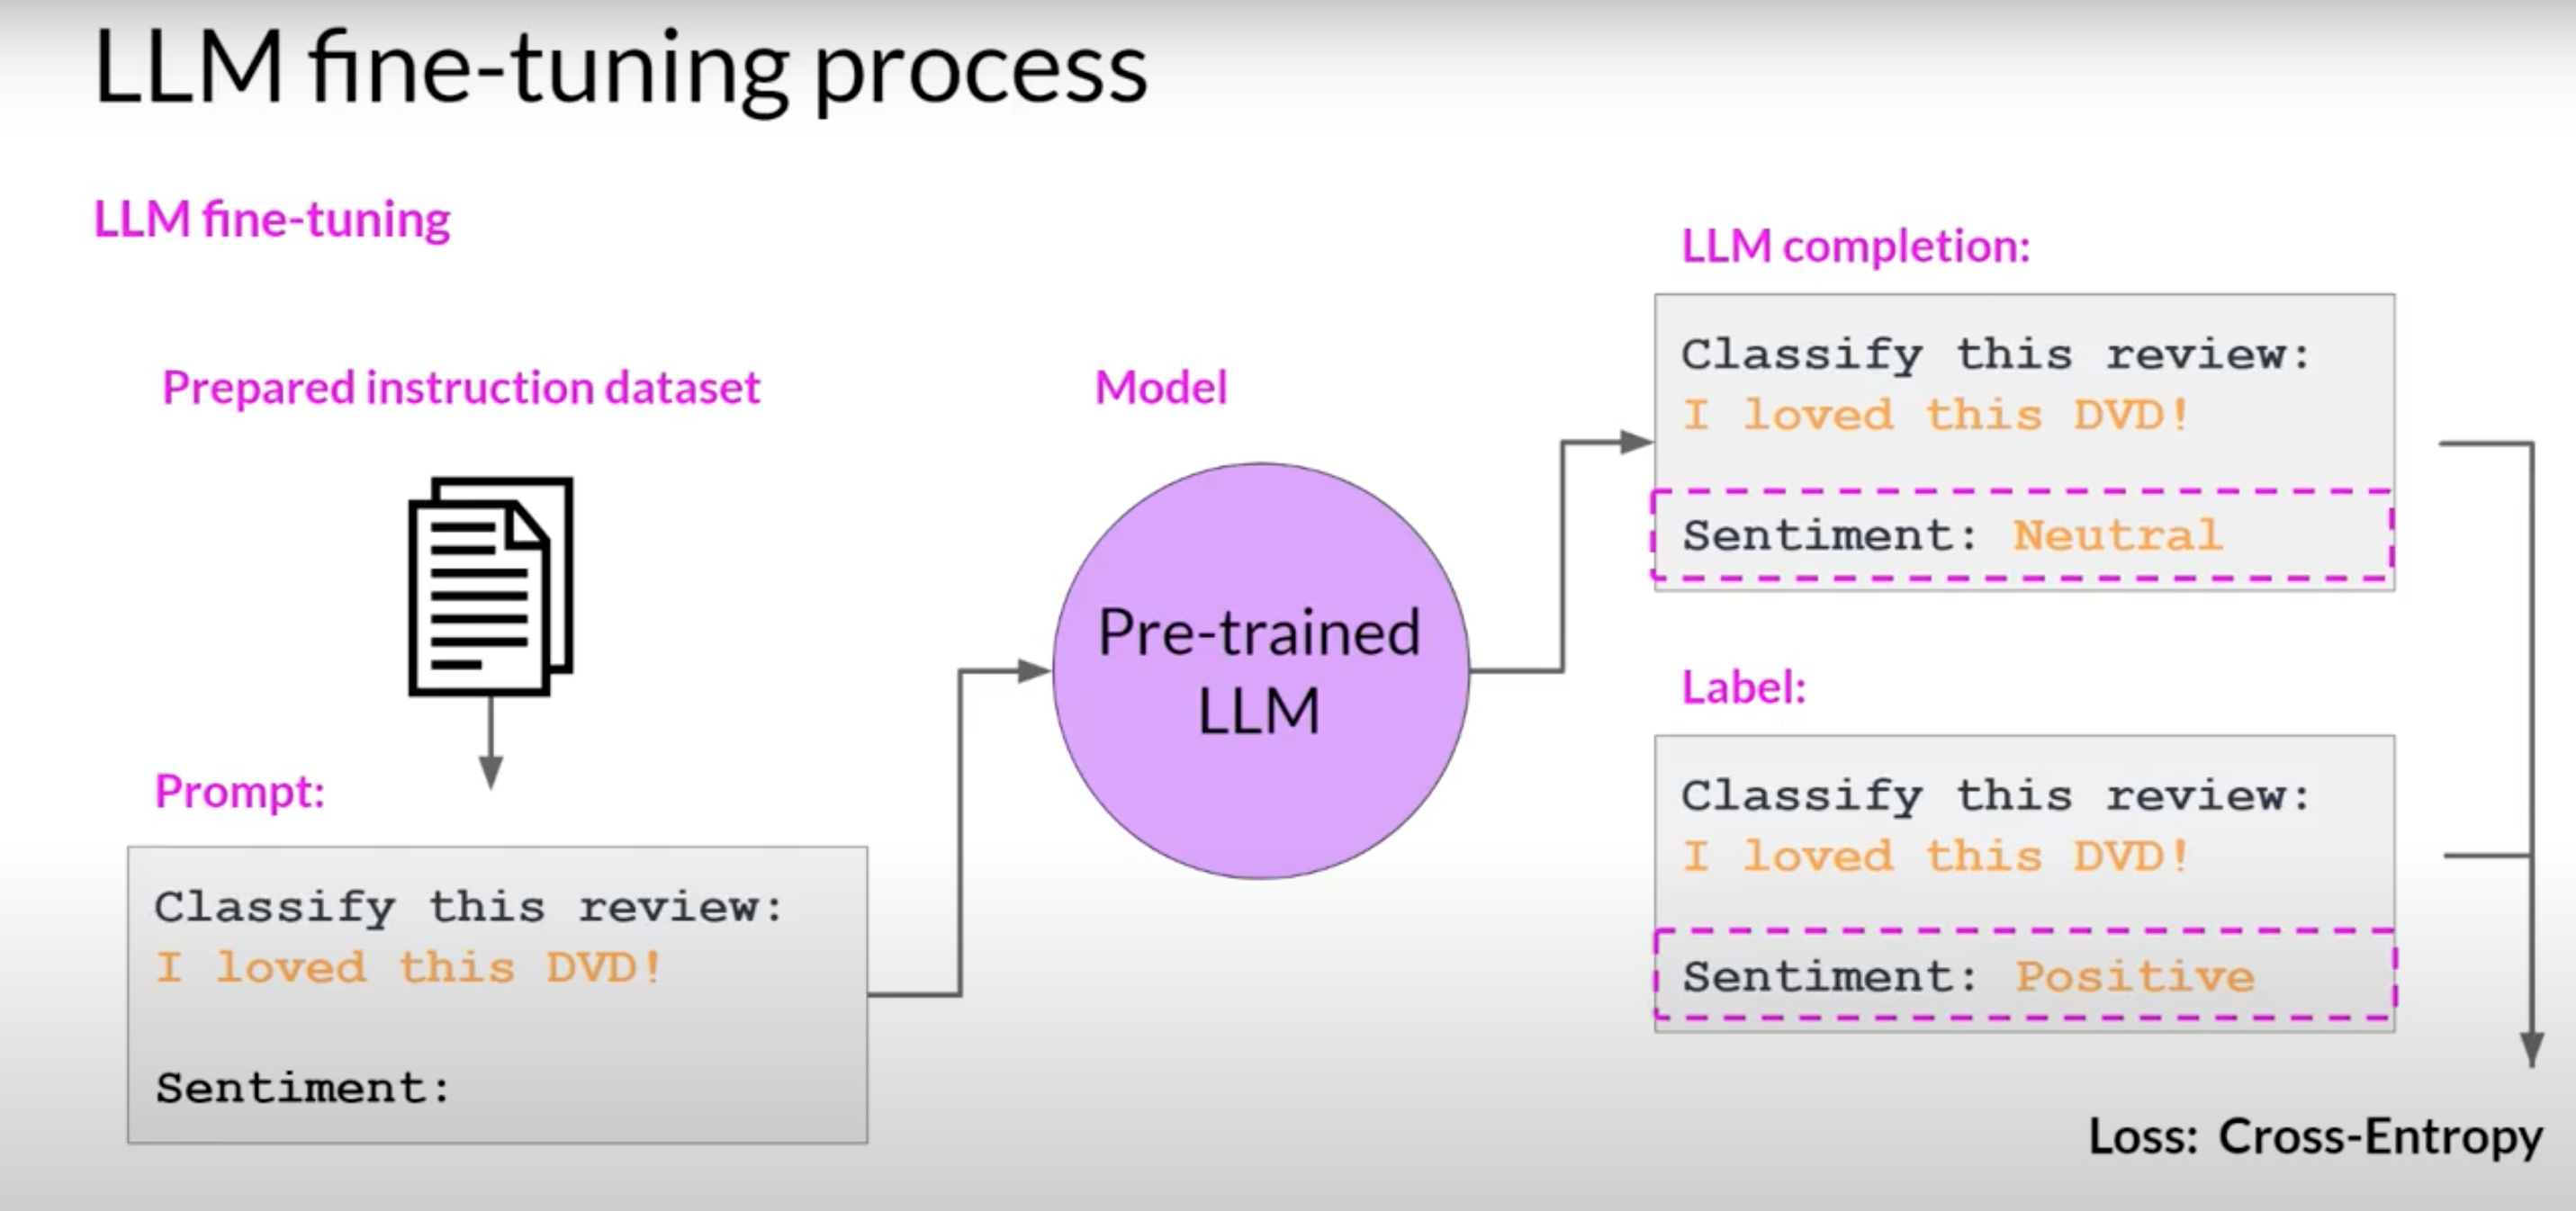 LLM fine-tuning process
LLM fine-tuning
Prepared instruction dataset
Prompt:
Classify this review:
I loved this DVD!
Sentiment:
Model
Pre-trained
LLM
LLM completion:
Classify this review:
I loved this DVD!
Sentiment: Neutral
Label:
Classify this review:
I loved this DVD!
Sentiment: Positive
Loss: Cross-Entropy